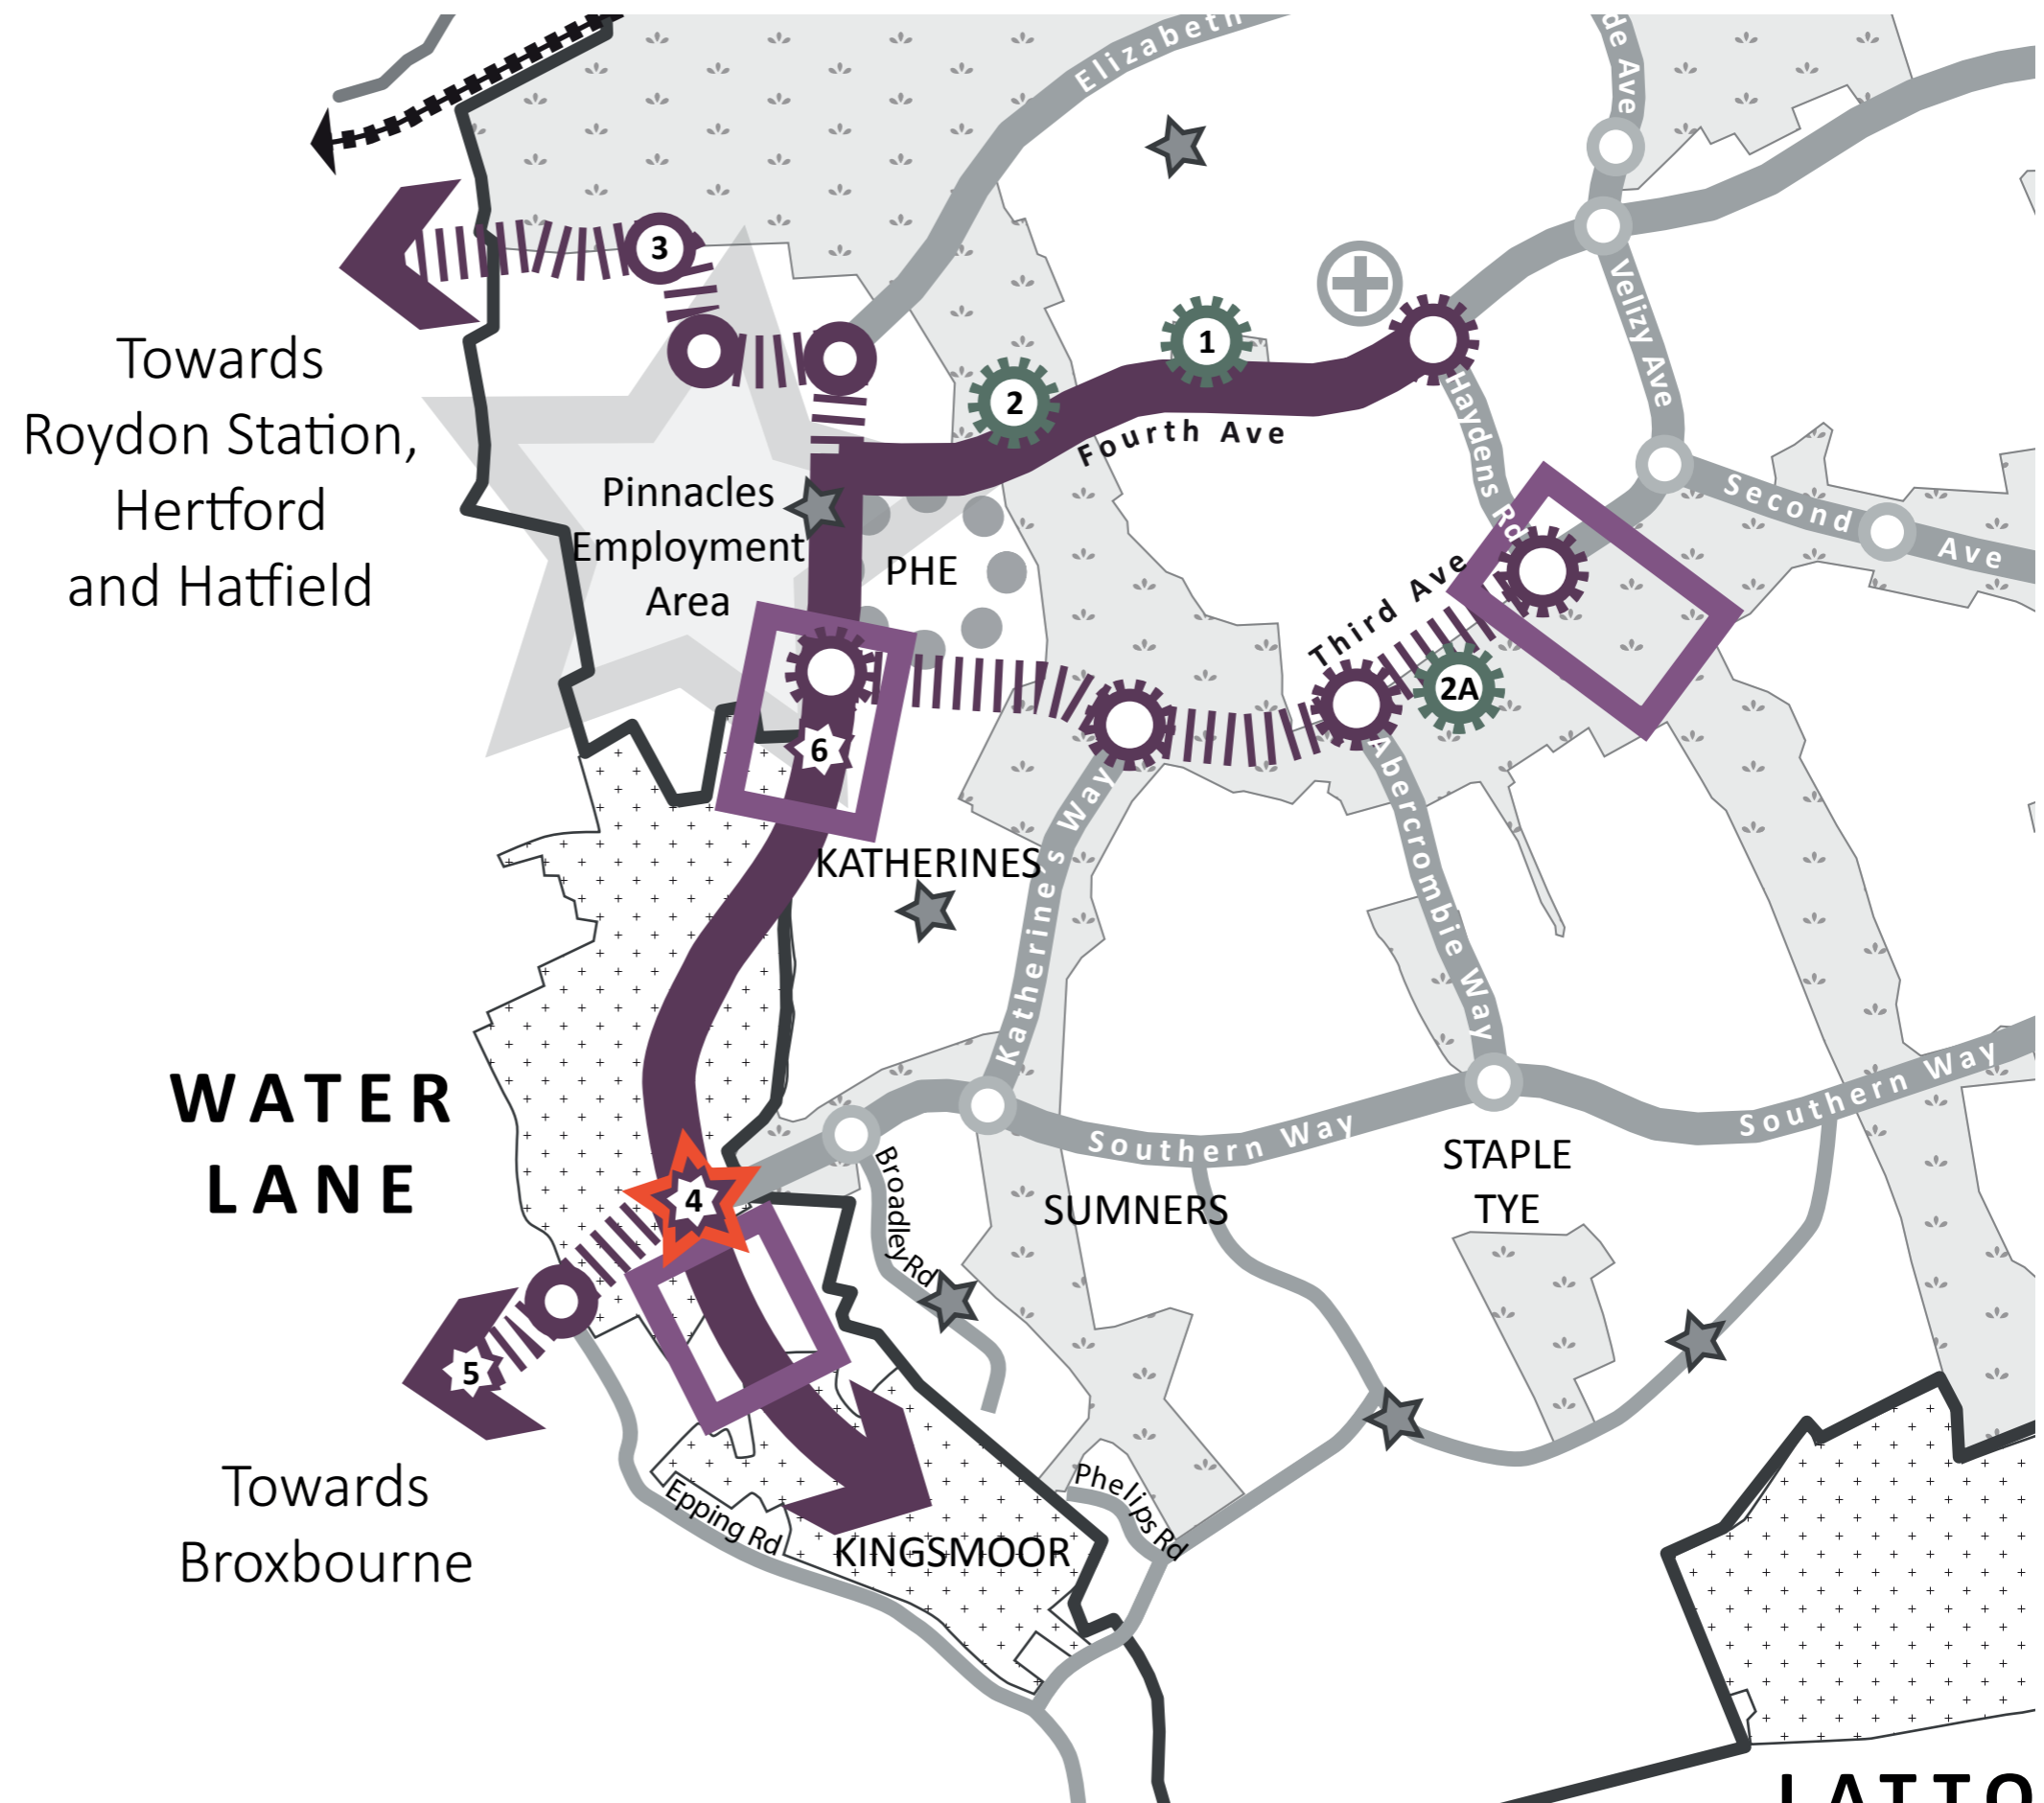 Elizabeth
de Ave
3
Towards
Roydon Station,
Hertford
and Hatfield
1
2
Fourth Ave
Velizy Ave
Haydens Rd
Second Ave
Pinnacles
Employment
Area
PHE
Third Ave
2A
6
KATHERINES
Katherine's Way
Abercrombie Way
WATER
LANE
Southern Way
Southern Way
STAPLE
TYE
SUMNERS
Broadley Rd
4
5
Towards
Broxbourne
Epping Rd
Phelips Rd
KINGSMOOR
LATTO